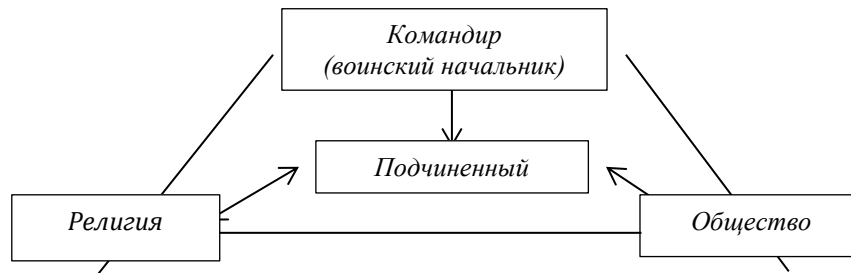 Командир
(воинский начальник)
Подчиненный
Религия
Общество